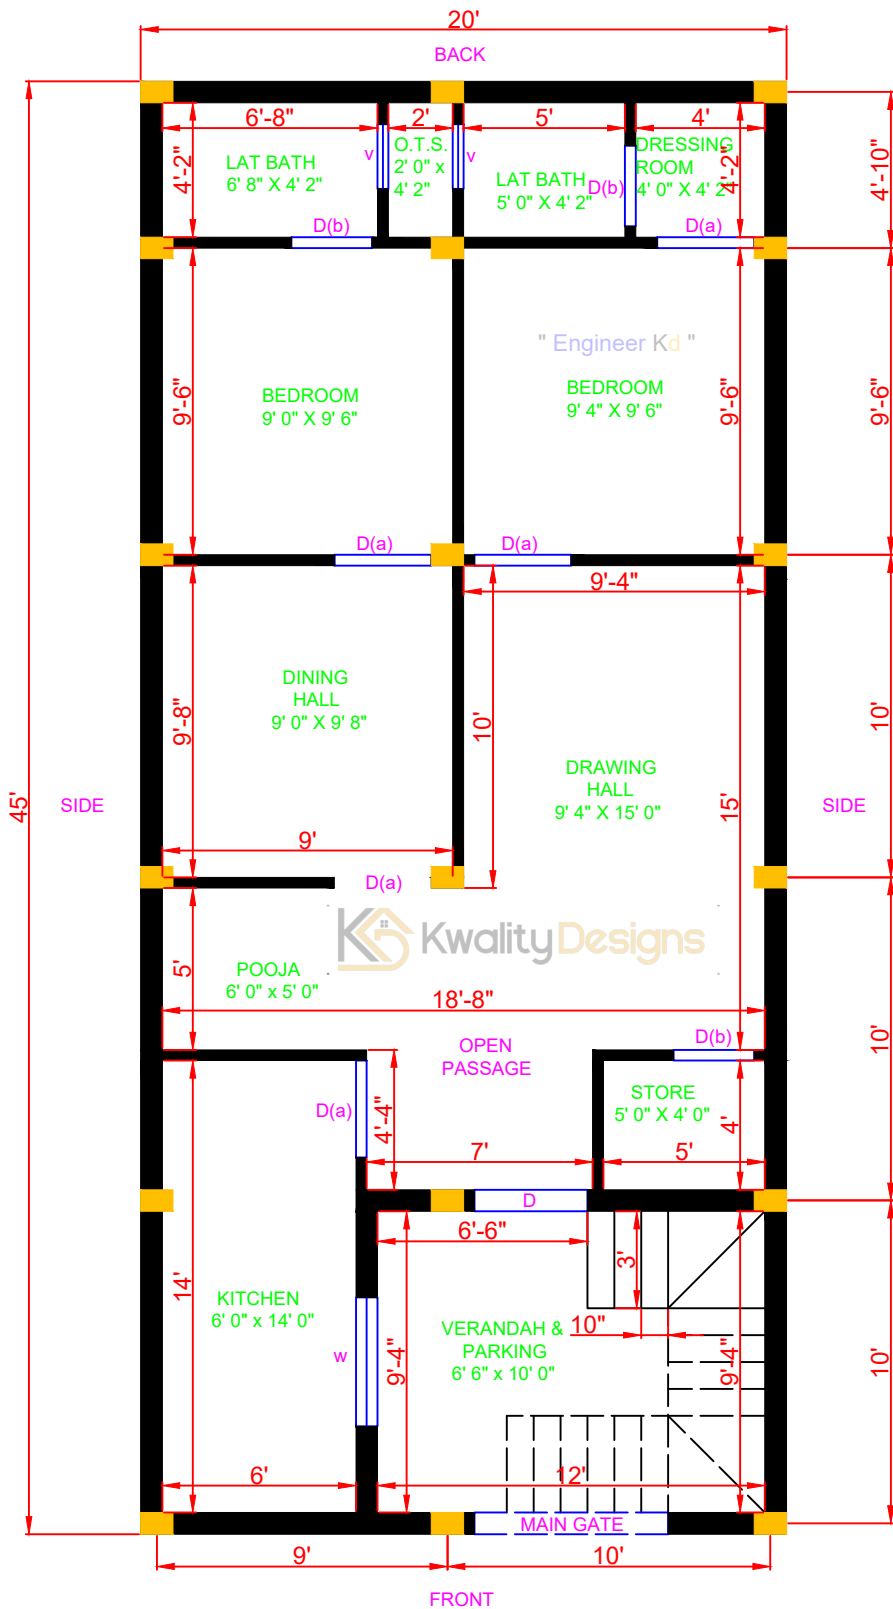 20'
BACK
6'-8"
2'
5'
4'
4'-2"
LAT BATH
6' 8" X 4' 2"
v
O.T.S.
2' 0" x
4' 2"
v
LAT BATH
5' 0" X 4' 2"
D(b)
DRESSING
ROOM
4' 0" X 4' 2"
4'-2"
4'-10"
D(b)
D(a)
" Engineer Kd "
9'-6"
BEDROOM
9' 0" X 9' 6"
BEDROOM
9' 4" X 9' 6"
9'-6"
9'-6"
D(a)
D(a)
9'-4"
DINING
HALL
9' 0" X 9' 8"
9'-8"
10'
10'
DRAWING
HALL
9' 4" X 15' 0"
45'
SIDE
15'
SIDE
9'
D(a)
Kwality Designs
5'
POOJA
6' 0" x 5' 0"
18'-8"
OPEN
PASSAGE
D(b)
10'
D(a)
4'-4"
STORE
5' 0" X 4' 0"
4'
7'
5'
D
6'-6"
3'
14'
KITCHEN
6' 0" x 14' 0"
10"
VERANDAH &
PARKING
6' 6" x 10' 0"
w
9'-4"
9'-4"
10'
6'
12'
MAIN GATE
9'
10'
FRONT